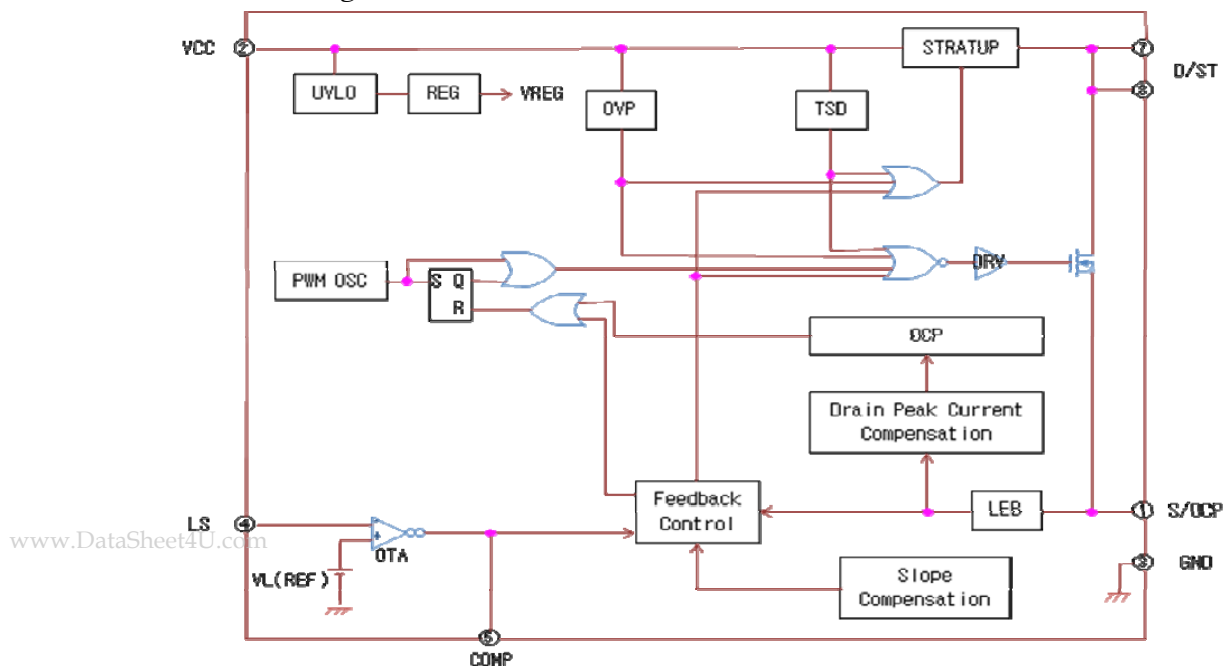 VCC ②
STRATUP
⑦
D/ST
⑧
UVLO
REG
VREG
OVP
TSD
PWM OSC
S Q
R
DRV
OCP
Drain Peak Current
Compensation
Feedback
Control
LEB
① S/OCP
LS ④
www.DataSheet4U.com
OTA
VL(REF)
Slope
Compensation
③ GND
⑤
COMP